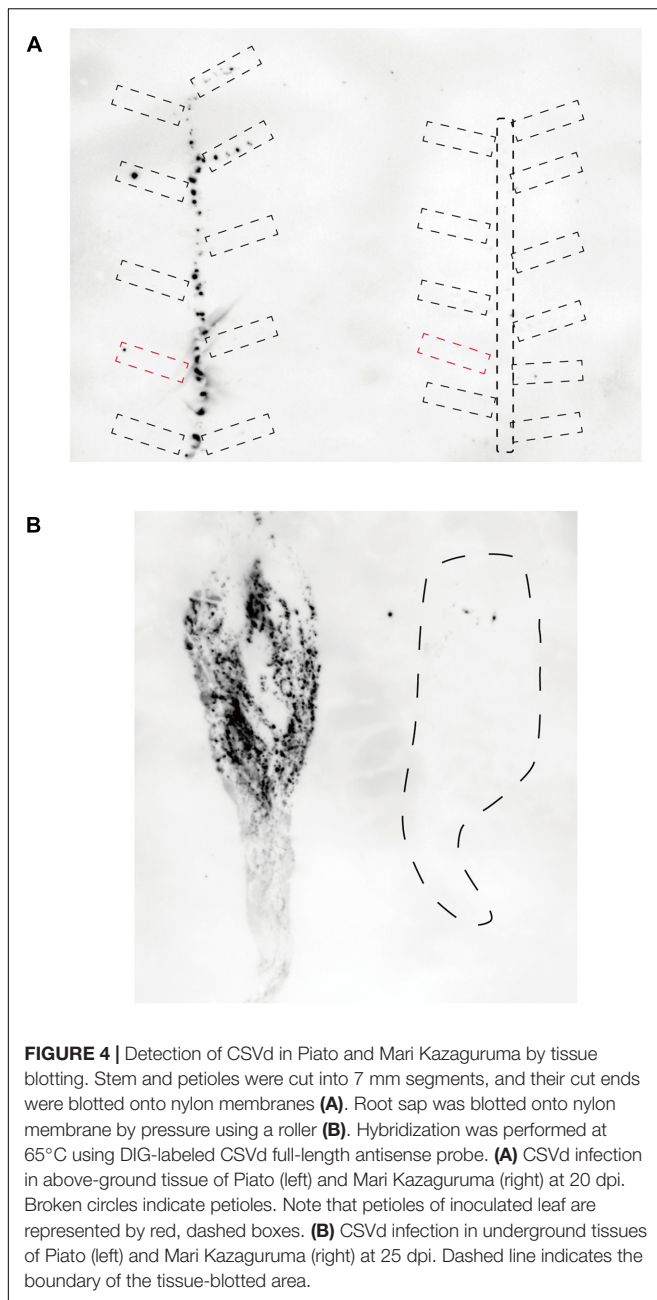 A
B
FIGURE 4 | Detection of CSVd in Piato and Mari Kazaguruma by tissue
blotting. Stem and petioles were cut into 7 mm segments, and their cut ends
were blotted onto nylon membranes (A). Root sap was blotted onto nylon
membrane by pressure using a roller (B). Hybridization was performed at
65°C using DIG-labeled CSVd full-length antisense probe. (A) CSVd infection
in above-ground tissue of Piato (left) and Mari Kazaguruma (right) at 20 dpi.
Broken circles indicate petioles. Note that petioles of inoculated leaf are
represented by red, dashed boxes. (B) CSVd infection in underground tissues
of Piato (left) and Mari Kazaguruma (right) at 25 dpi. Dashed line indicates the
boundary of the tissue-blotted area.